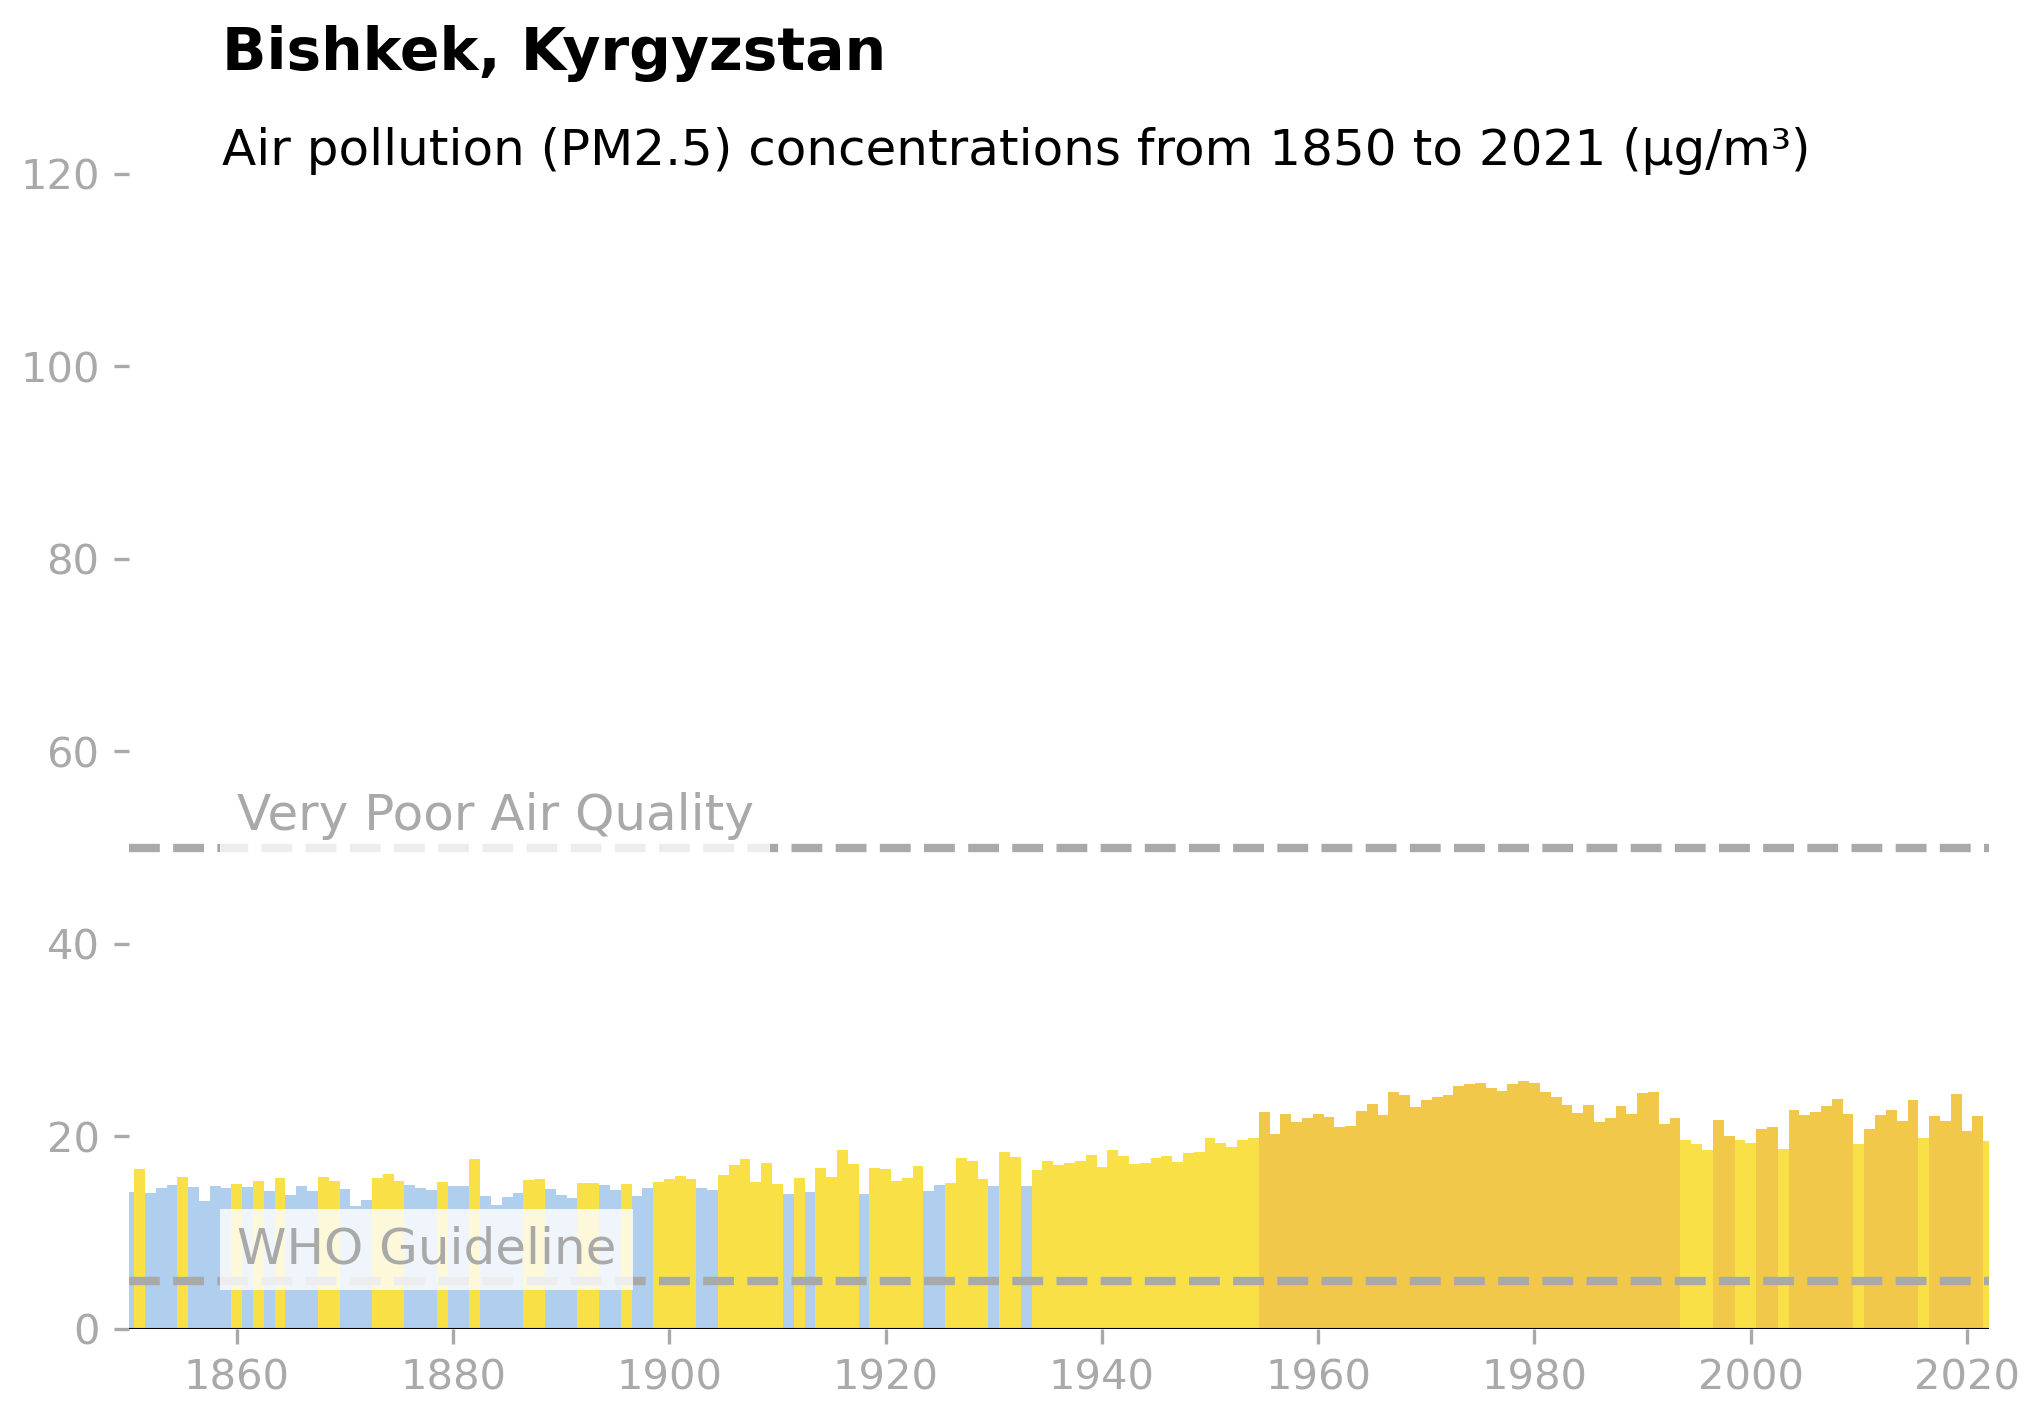 Bishkek, Kyrgyzstan
Air pollution (PM2.5) concentrations from 1850 to 2021 (µg/m³)
120
100
80
60
Very Poor Air Quality
40
20
WHO Guideline
0
1860 1880 1900 1920 1940 1960 1980 2000 2020